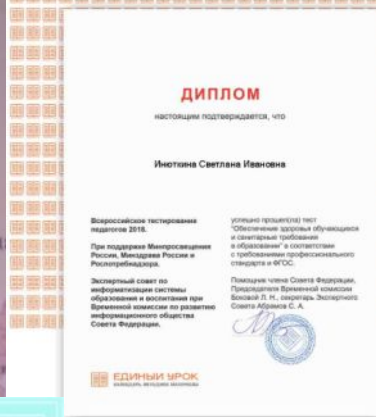 ДИПЛОМ
настоящим подтверждается, что
Инюткина Светлана Ивановна
Всероссийское тестирование
педагогов 2018.
При поддержке Минпросвещения
России, Минздрава России и
Роспотребнадзора.
Экспертный совет по
информатизации системы
образования и воспитания при
Временной комиссии по развитию
информационного общества
Совета Федерации.
успешно прошел(ла) тест
"Обеспечение здоровья обучающихся
и санитарные требования
в образовании" в соответствии
с требованиями профессионального
стандарта и ФГОС.
Помощник члена Совета Федерации,
Председателя Временной комиссии
Боковой Л. Н., секретарь Экспертного
Совета Абрамов С. А.
ЕДИНЫЙ УРОК